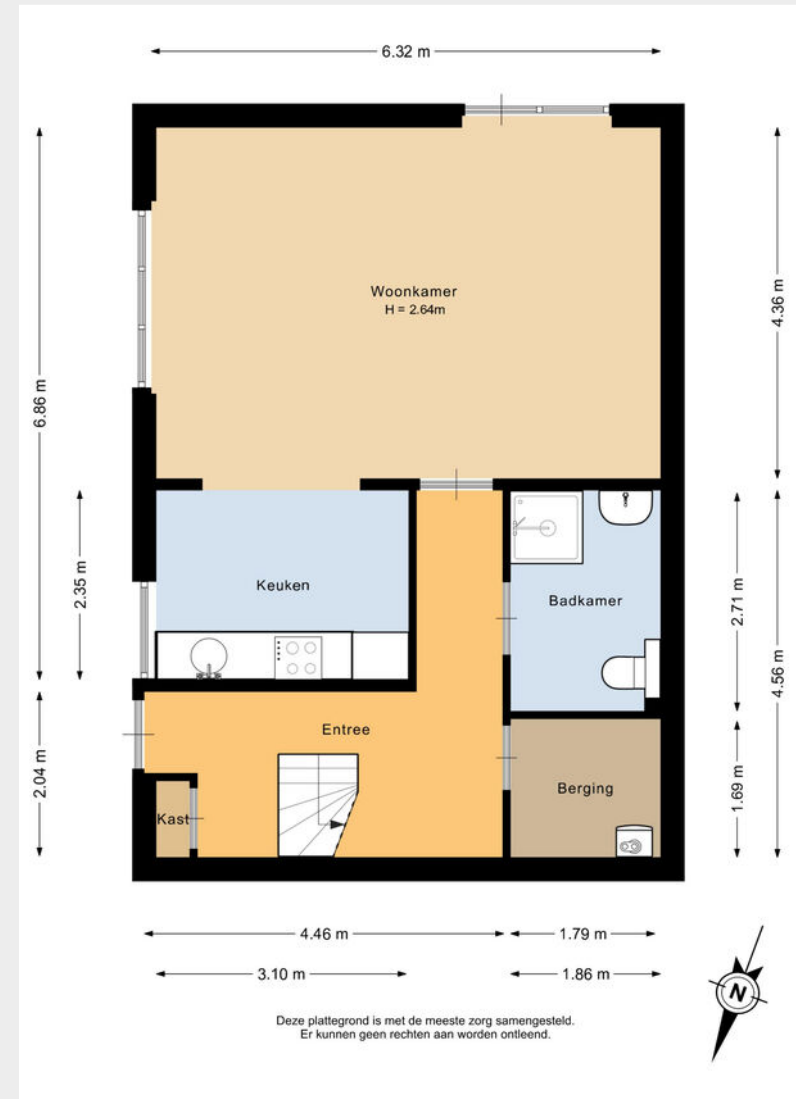 6.32 m
6.86 m
4.36 m
Woonkamer
H = 2.64m
2.35 m
Keuken
Badkamer
2.71 m
4.56 m
2.04 m
Entree
Kast
Berging
1.69 m
4.46 m
1.79 m
3.10 m
1.86 m
N
Deze plattegrond is met de meeste zorg samengesteld.
Er kunnen geen rechten aan worden ontleend.